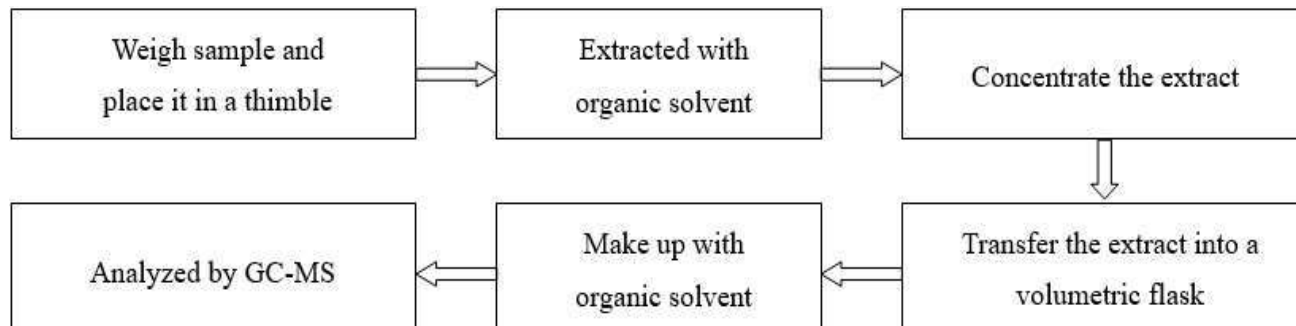 Weigh sample and
place it in a thimble
Extracted with
organic solvent
Concentrate the extract
Transfer the extract into a
volumetric flask
Make up with
organic solvent
Analyzed by GC-MS